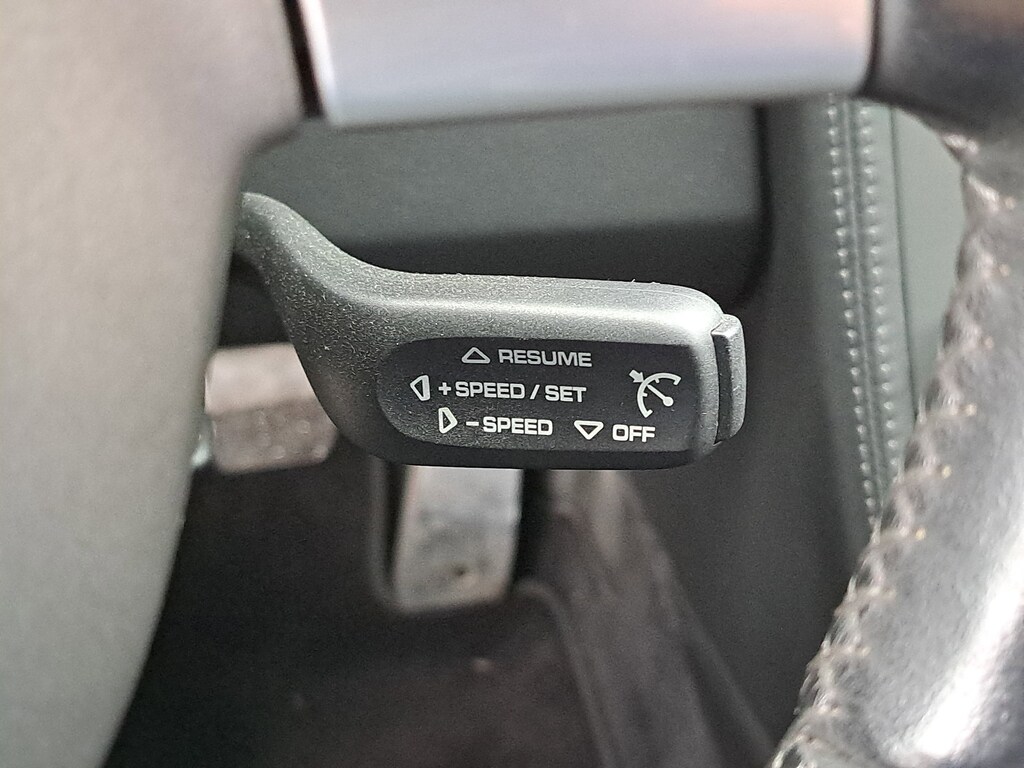 △ RESUME
◁ + SPEED / SET
▷ – SPEED ▽ OFF